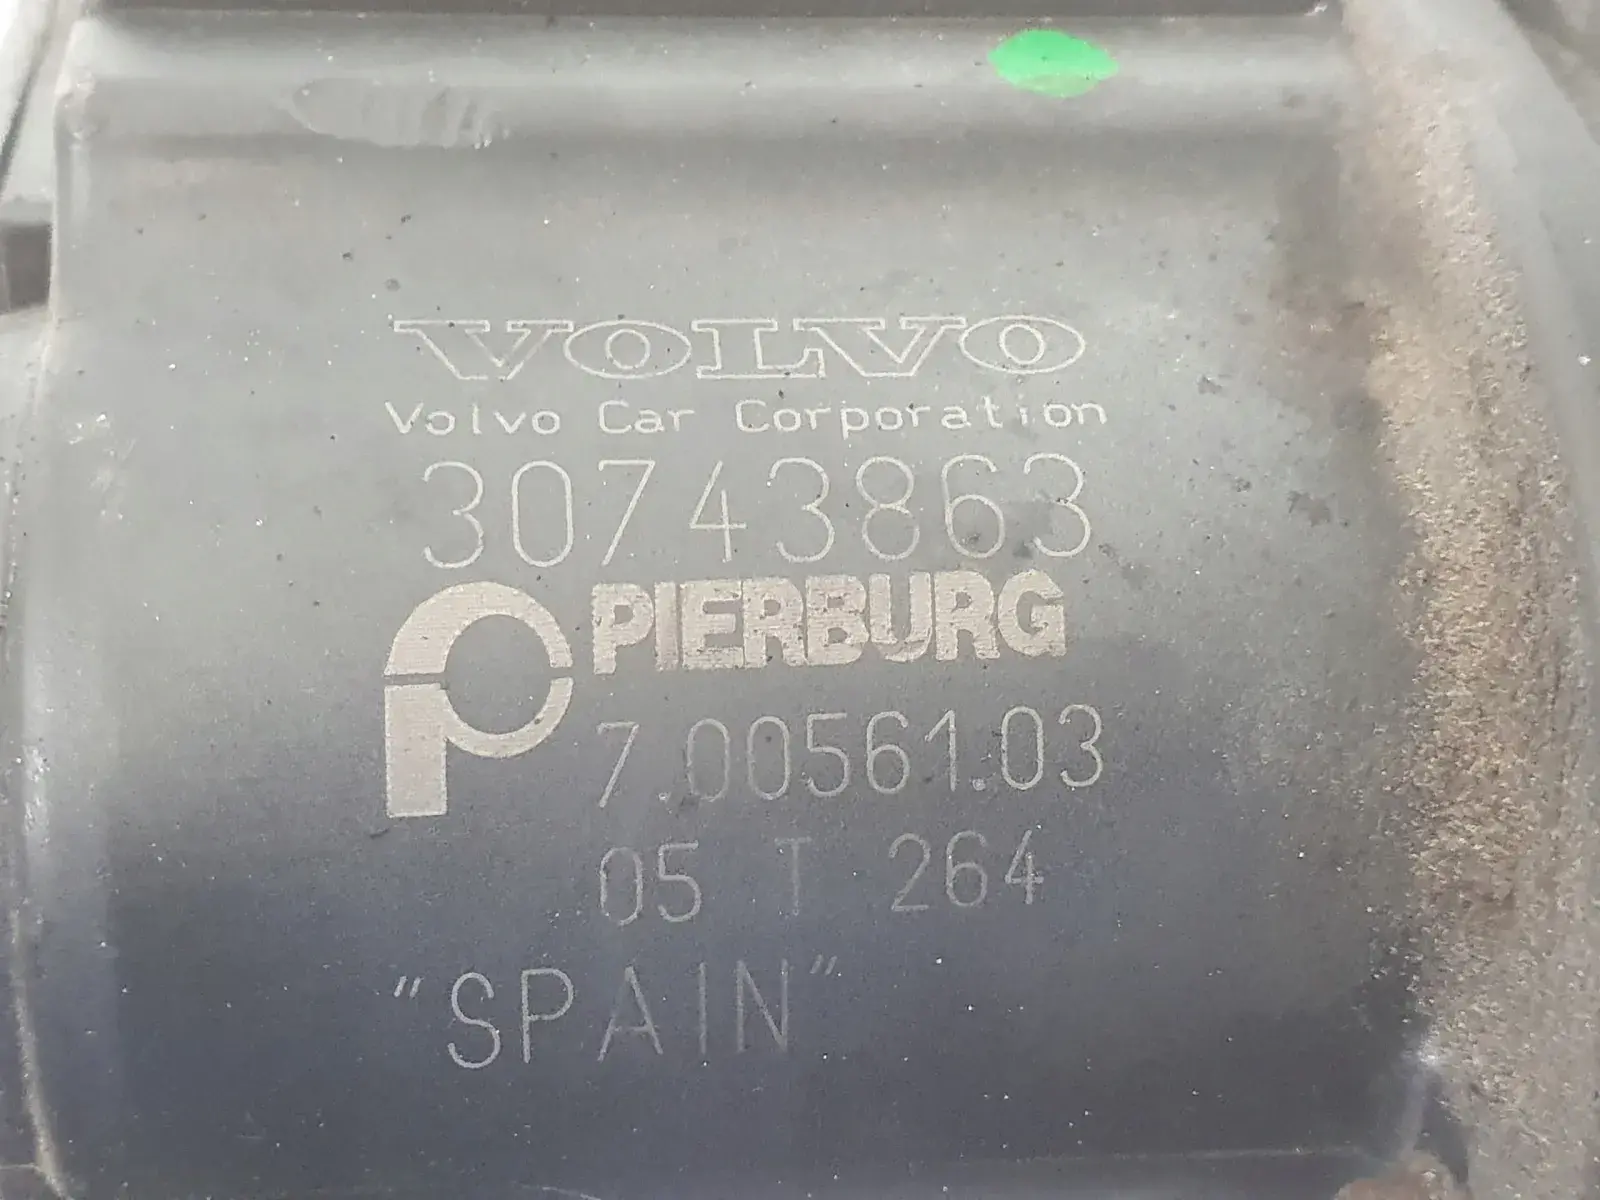 VOLVO
Volvo Car Corporation
30743863
PIERBURG
7.00561.03
05 T 264
"SPAIN"